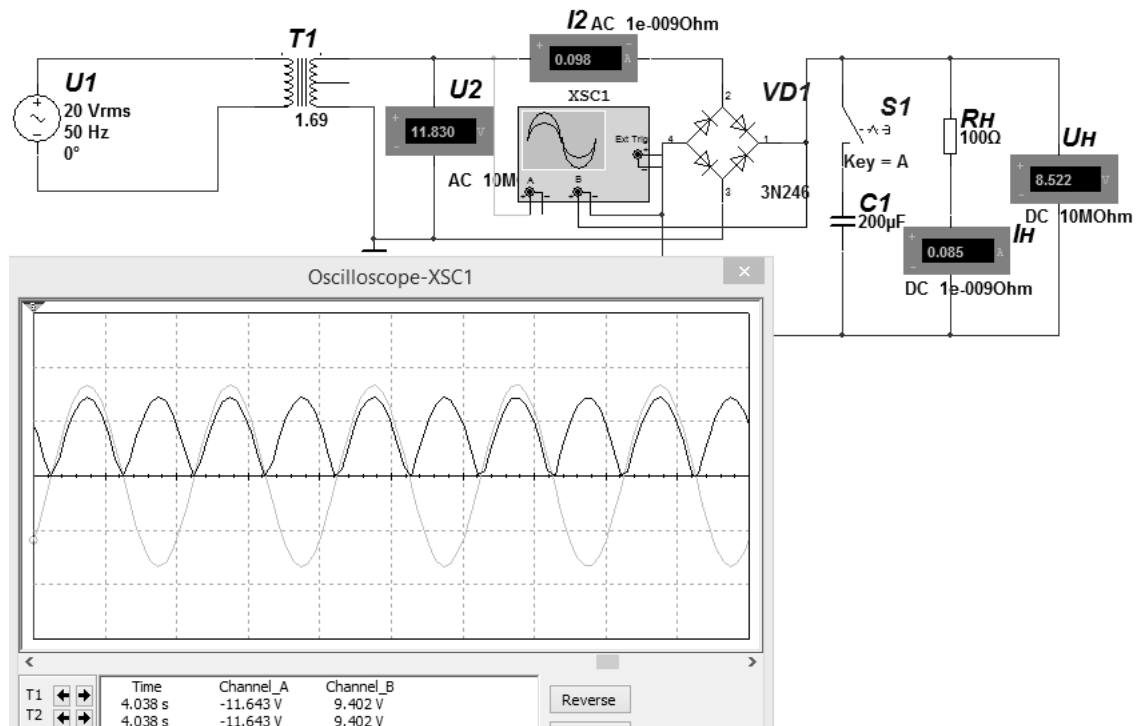 I2 AC 1e-009Ohm
+ -
0.098 A
T1
U1
20 Vrms
50 Hz
0°
1.69
U2
+
-
11.830 V
AC 10M
XSC1
Ext Trig
+
-
A B
+ - + -
VD1
2
4
1
3
3N246
S1
Key = A
C1
200µF
RH
100Ω
UH
+
-
8.522 V
DC 10MOhm
IH
+
-
0.085 A
DC 1e-009Ohm
Oscilloscope-XSC1
Time Channel_A Channel_B
T1 4.038 s -11.643 V 9.402 V
T2 4.038 s -11.643 V 9.402 V
Reverse